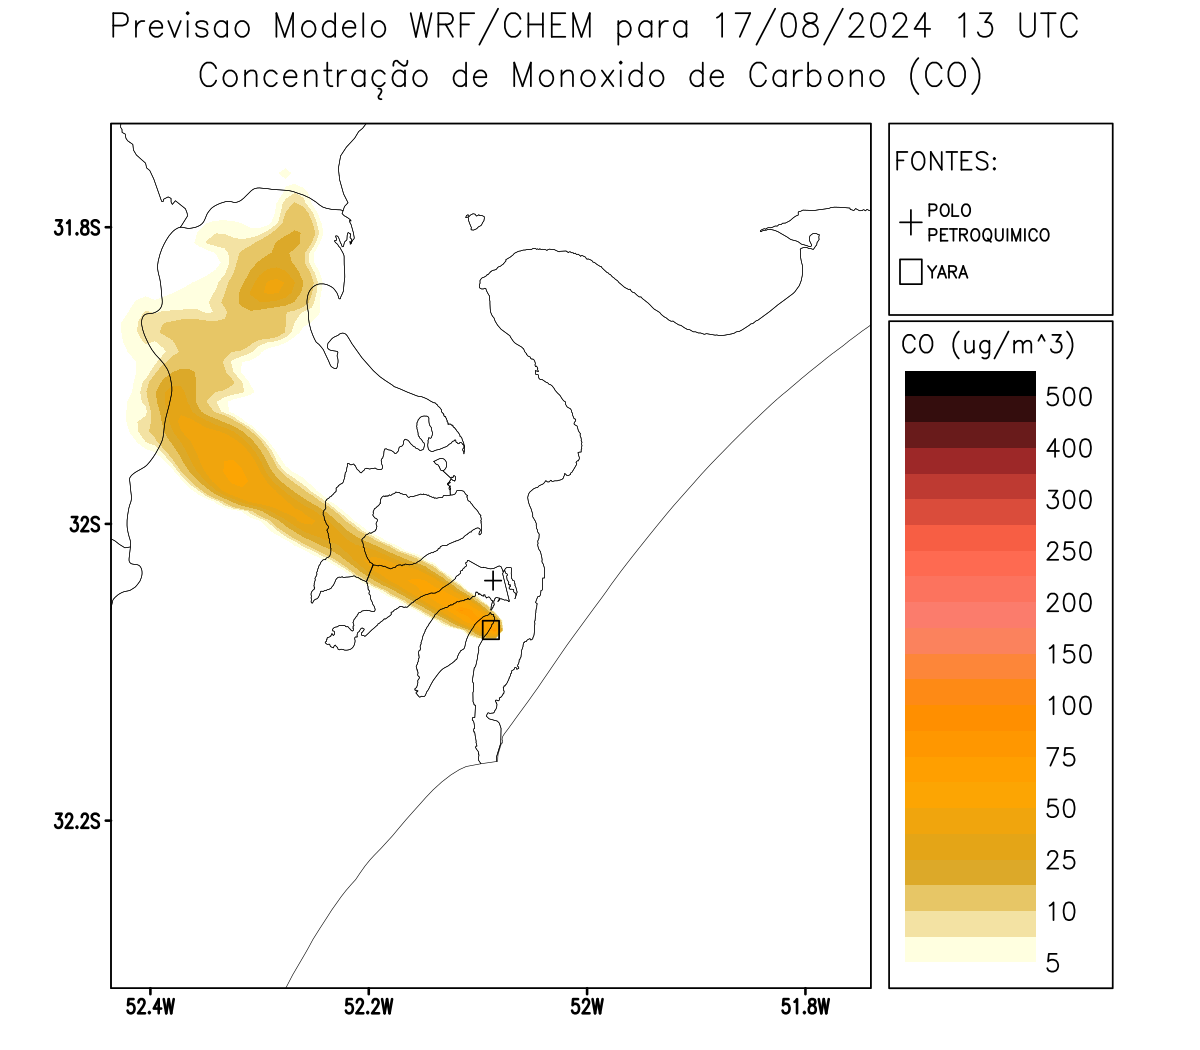 Previsao Modelo WRF/CHEM para 17/08/2024 13 UTC
Concentração de Monoxido de Carbono (CO)
FONTES:
POLO
PETROQUIMICO
YARA
CO (ug/m^3)
500
400
300
250
200
150
100
75
50
25
10
5
31.8S
32S
32.2S
52.4W
52.2W
52W
51.8W